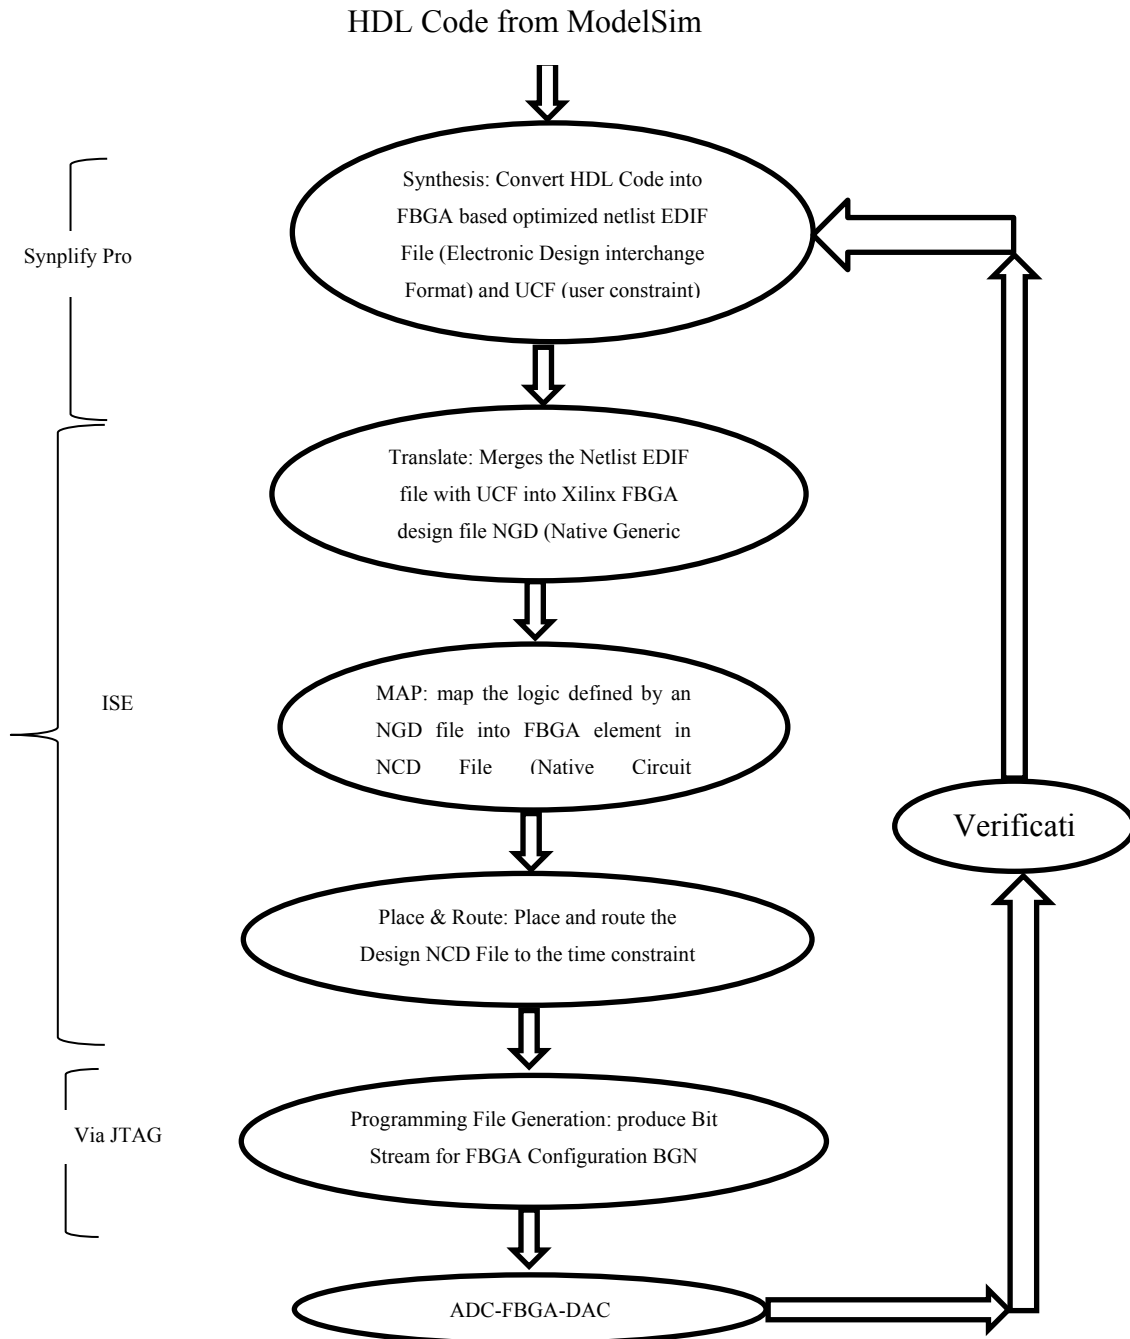 HDL Code from ModelSim
Synthesis: Convert HDL Code into
FBGA based optimized netlist EDIF
File (Electronic Design interchange
Format) and UCF (user constraint)
Synplify Pro
Translate: Merges the Netlist EDIF
file with UCF into Xilinx FBGA
design file NGD (Native Generic
ISE
MAP: map the logic defined by an
NGD file into FBGA element in
NCD File (Native Circuit
Verificati
Place & Route: Place and route the
Design NCD File to the time constraint
Via JTAG
Programming File Generation: produce Bit
Stream for FBGA Configuration BGN
ADC-FBGA-DAC